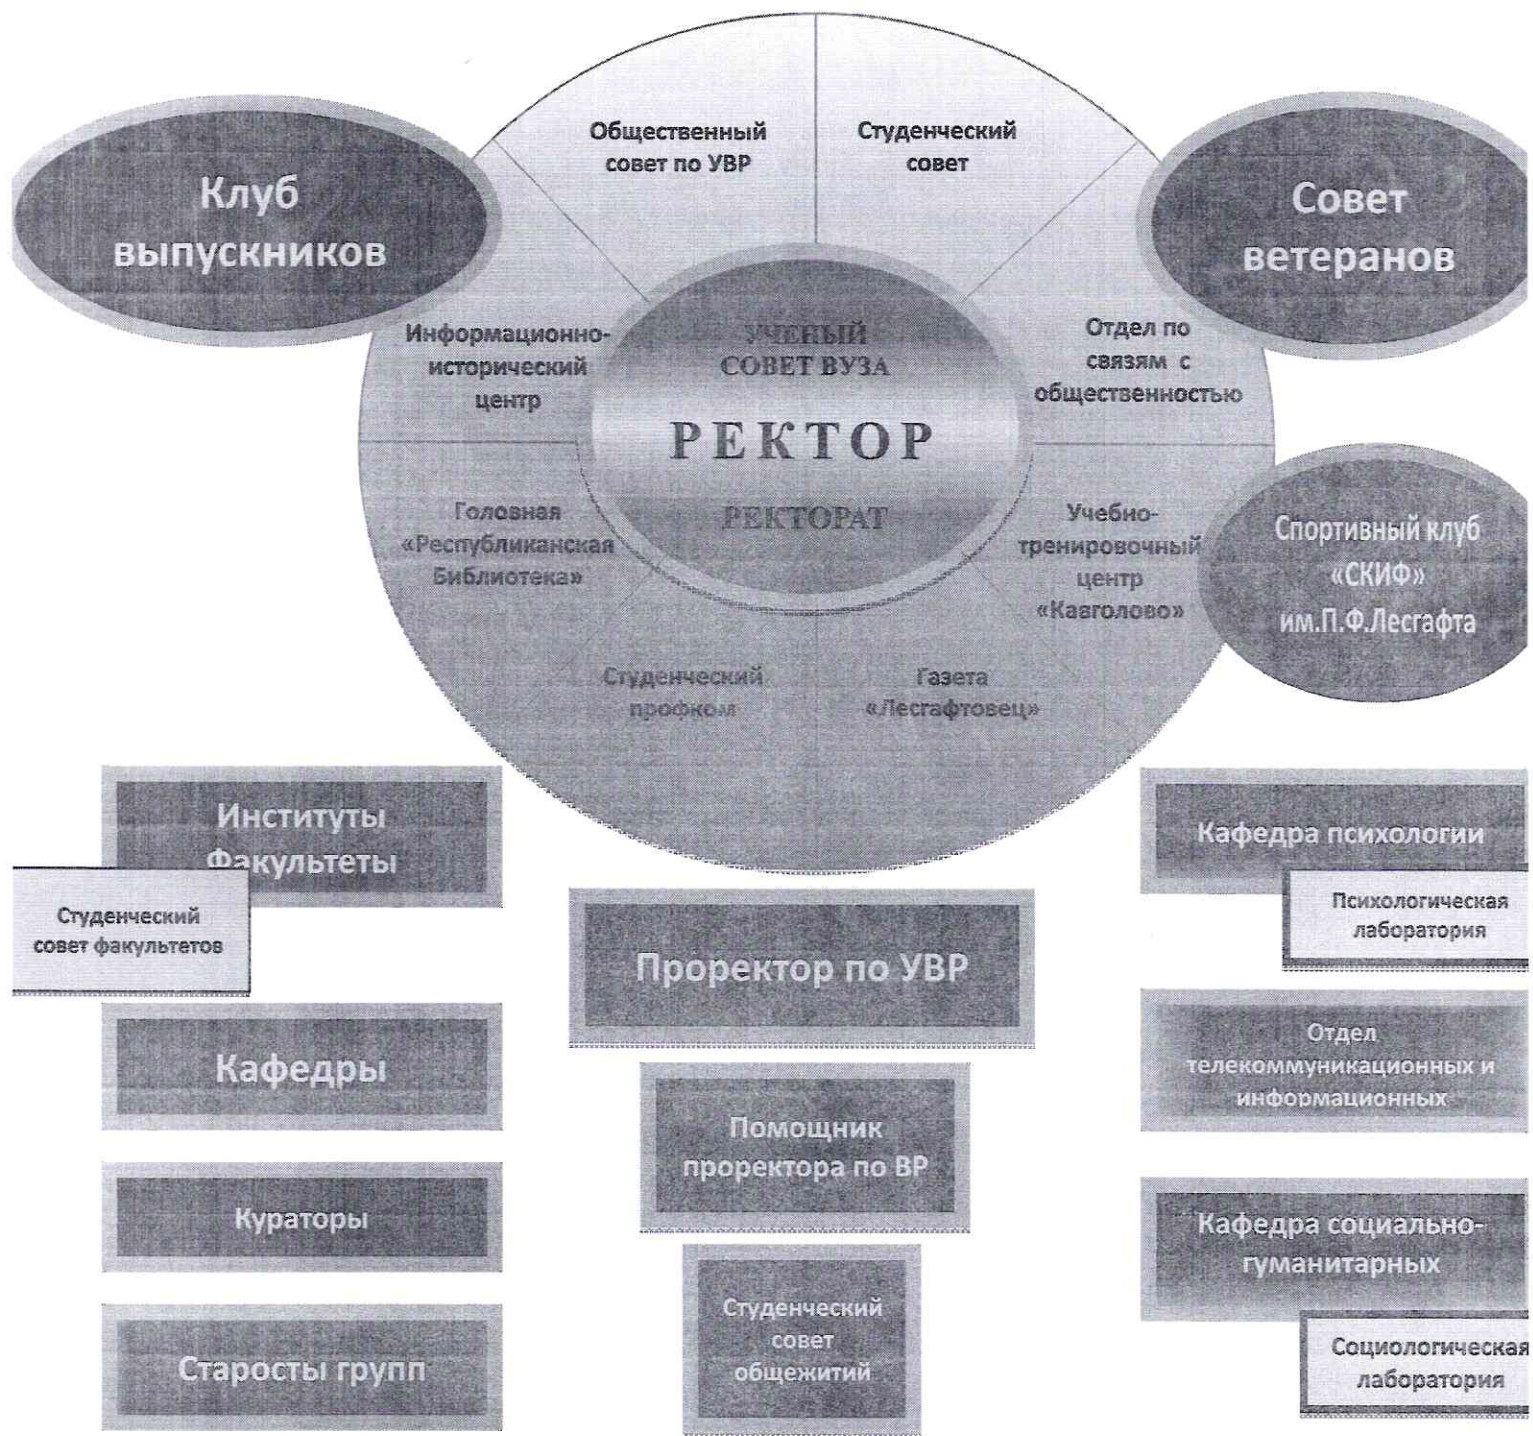 Общественный
совет по УВР
Студенческий
совет
Клуб
выпускников
Совет
ветеранов
Информационно-
исторический
центр
УЧЕНЫЙ
СОВЕТ ВУЗА
РЕКТОР
РЕКТОРАТ
Отдел по
связям с
общественностью
Головная
«Республиканская
Библиотека»
Учебно-
тренировочный
центр
«Кавголово»
Спортивный клуб
«СКИФ»
им.П.Ф.Лесгафта
Студенческий
профком
Газета
«Лесгафтовец»
Институты
Факультеты
Студенческий
совет факультетов
Кафедры
Кураторы
Старосты групп
Проректор по УВР
Помощник
проректора по ВР
Студенческий
совет
общежитий
Кафедра психологии
Психологическая
лаборатория
Отдел
телекоммуникационных и
информационных
Кафедра социально-
гуманитарных
Социологическая
лаборатория